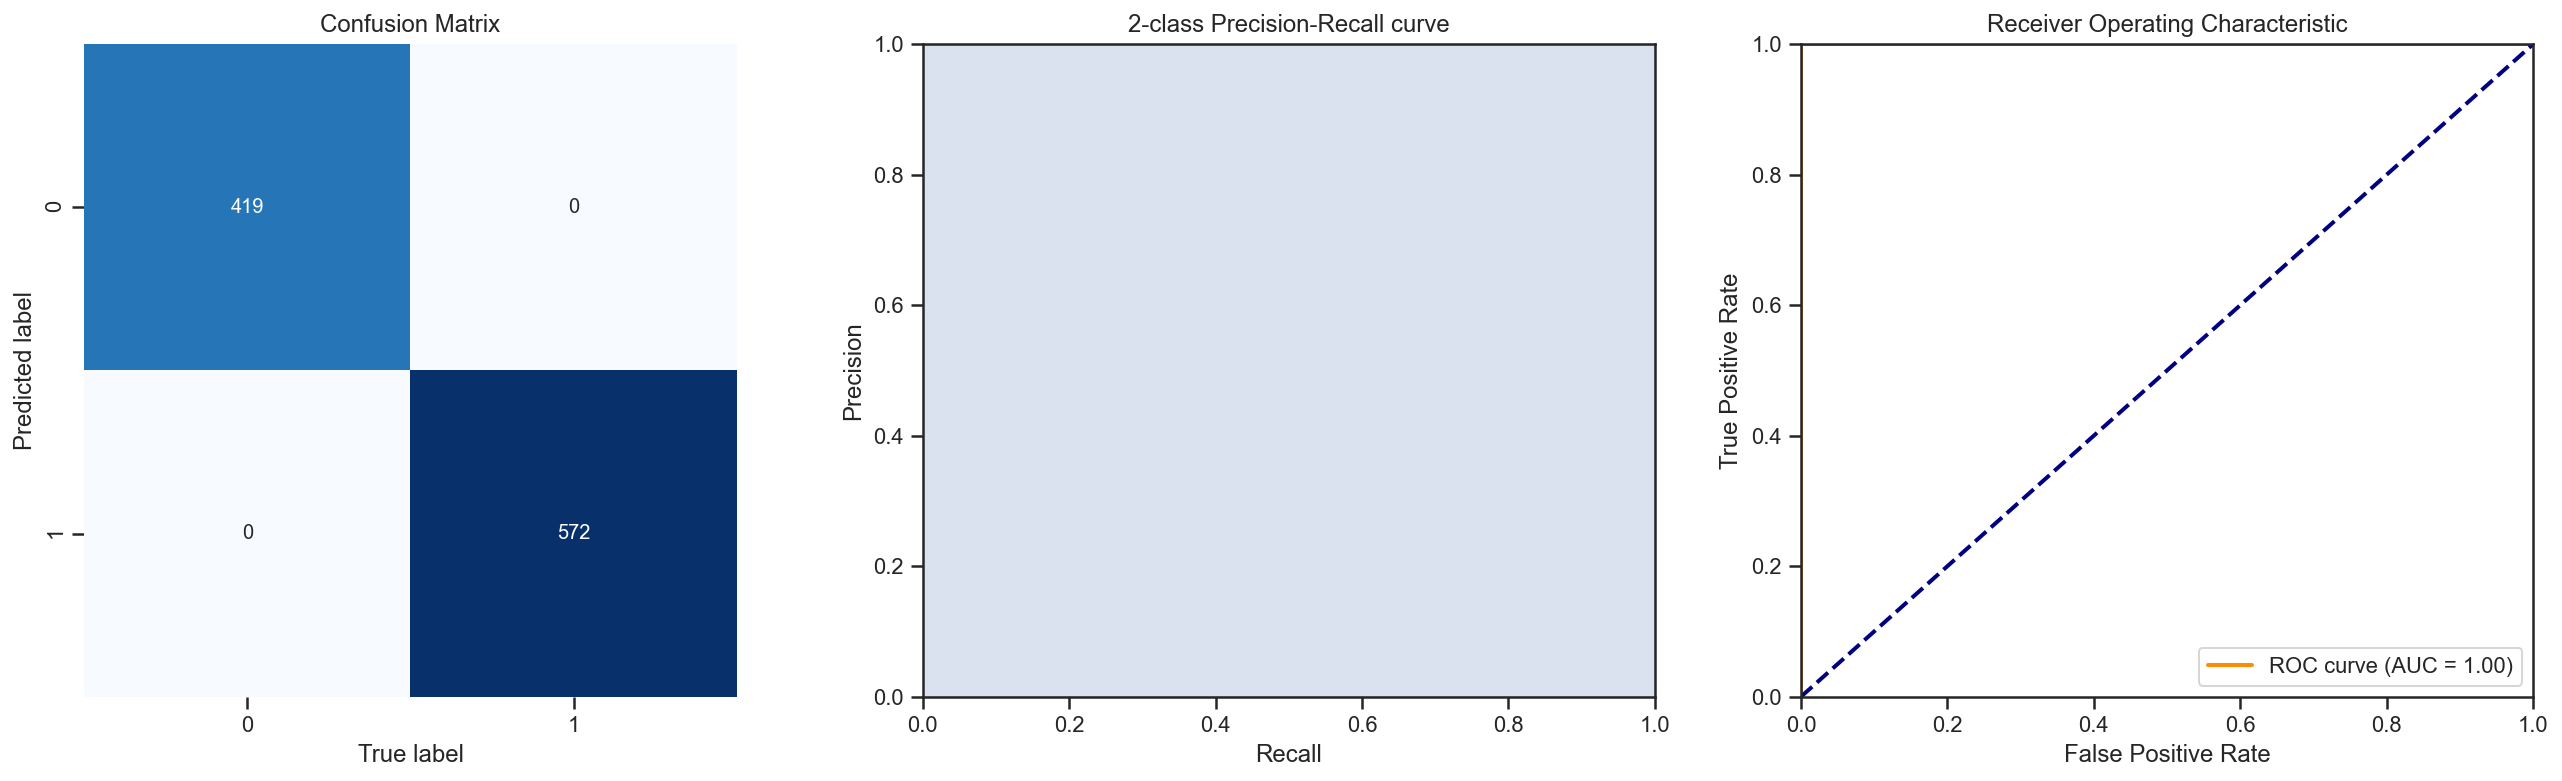 Confusion Matrix
Predicted label
0
1
419
0
0
572
0
1
True label
2-class Precision-Recall curve
Precision
1.0
0.8
0.6
0.4
0.2
0.0
0.0 0.2 0.4 0.6 0.8 1.0
Recall
Receiver Operating Characteristic
True Positive Rate
1.0
0.8
0.6
0.4
0.2
0.0
ROC curve (AUC = 1.00)
0.0 0.2 0.4 0.6 0.8 1.0
False Positive Rate